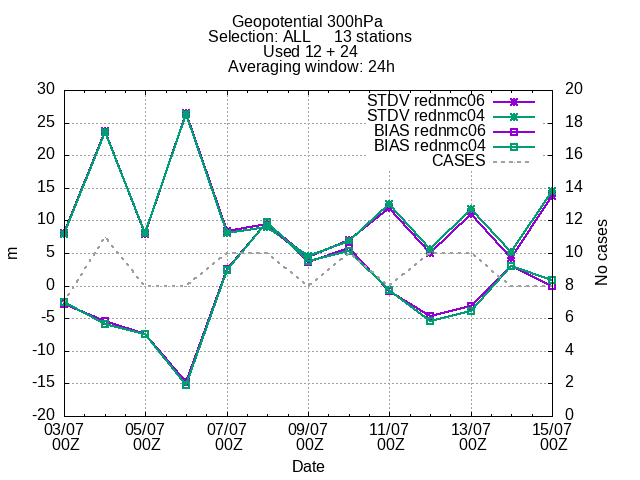 Geopotential 300hPa
Selection: ALL     13 stations
Used 12 + 24
Averaging window: 24h
STDV rednmc06
STDV rednmc04
BIAS rednmc06
BIAS rednmc04
CASES
30
25
20
15
10
5
0
-5
-10
-15
-20
m
20
18
16
14
12
10
8
6
4
2
0
No cases
03/07 05/07 07/07 09/07 11/07 13/07 15/07
00Z 00Z 00Z 00Z 00Z 00Z 00Z
Date